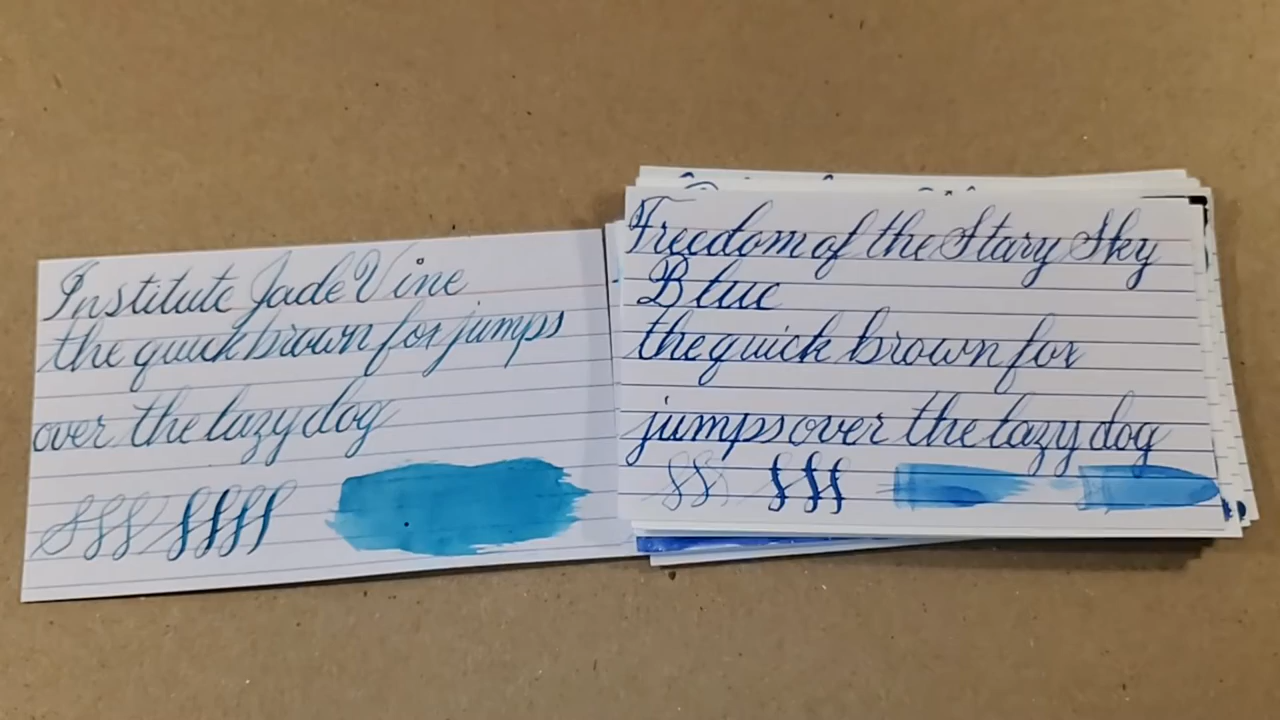 Institute Jade Vine
the quick brown fox jumps
over the lazy dog
Freedom of the Stary Sky
Blue
the quick brown fox
jumps over the lazy dog